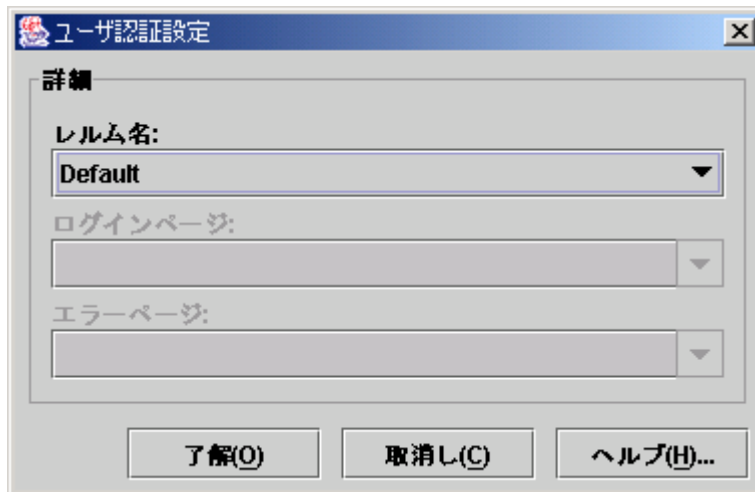 ユーザ認証設定
詳細
レルム名:
Default
ログインページ:
エラーページ:
了解(O)
取消し(C)
ヘルプ(H)...